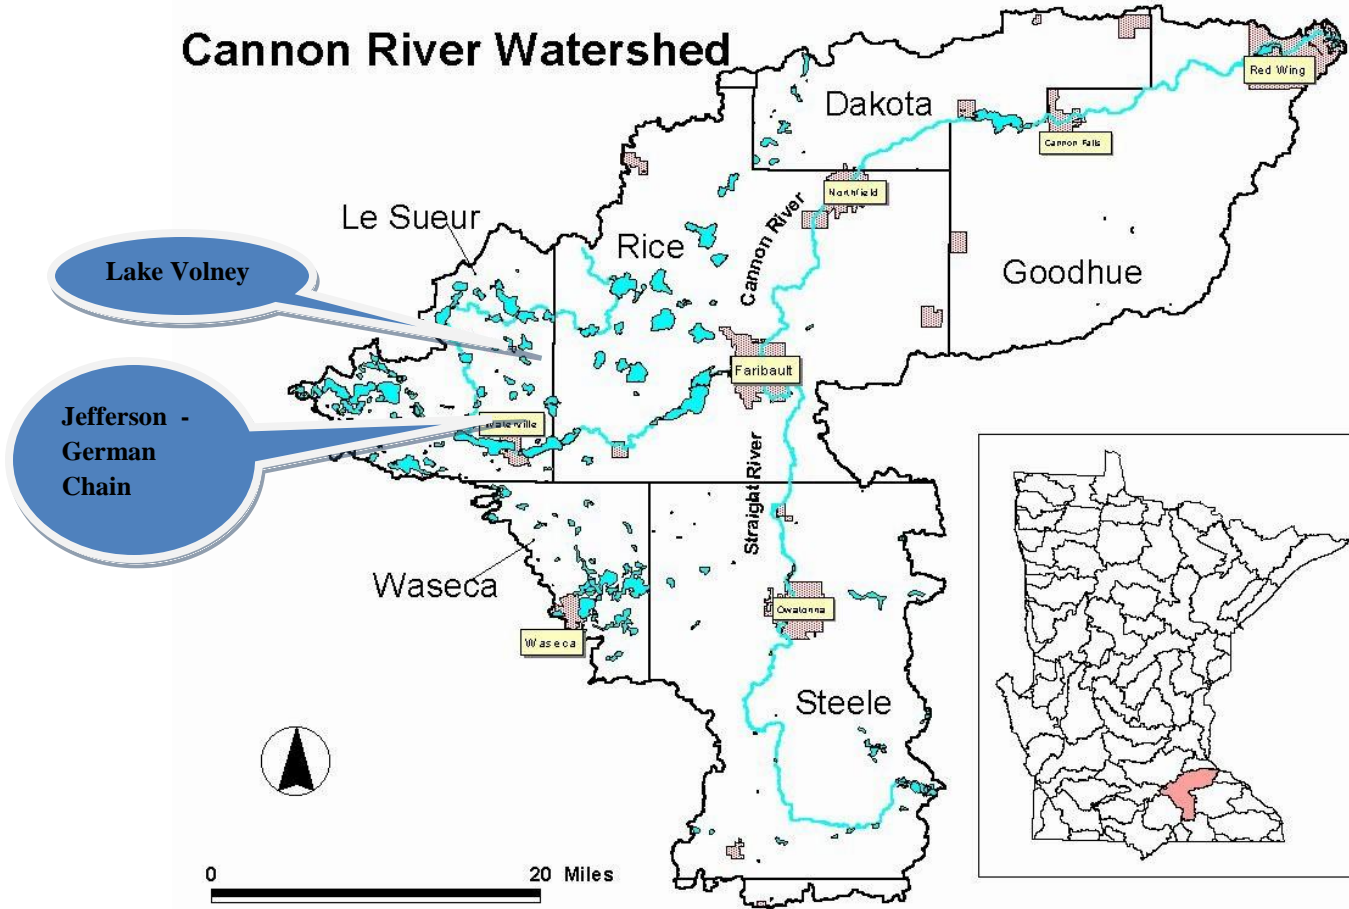 Cannon River Watershed
Red Wing
Dakota
Cannon Falls
Northfield
Le Sueur
Rice
Cannon River
Goodhue
Lake Volney
Faribault
Jefferson -
German
Chain
Waterville
Straight River
Waseca
Owatonna
Waseca
Steele
0 20 Miles